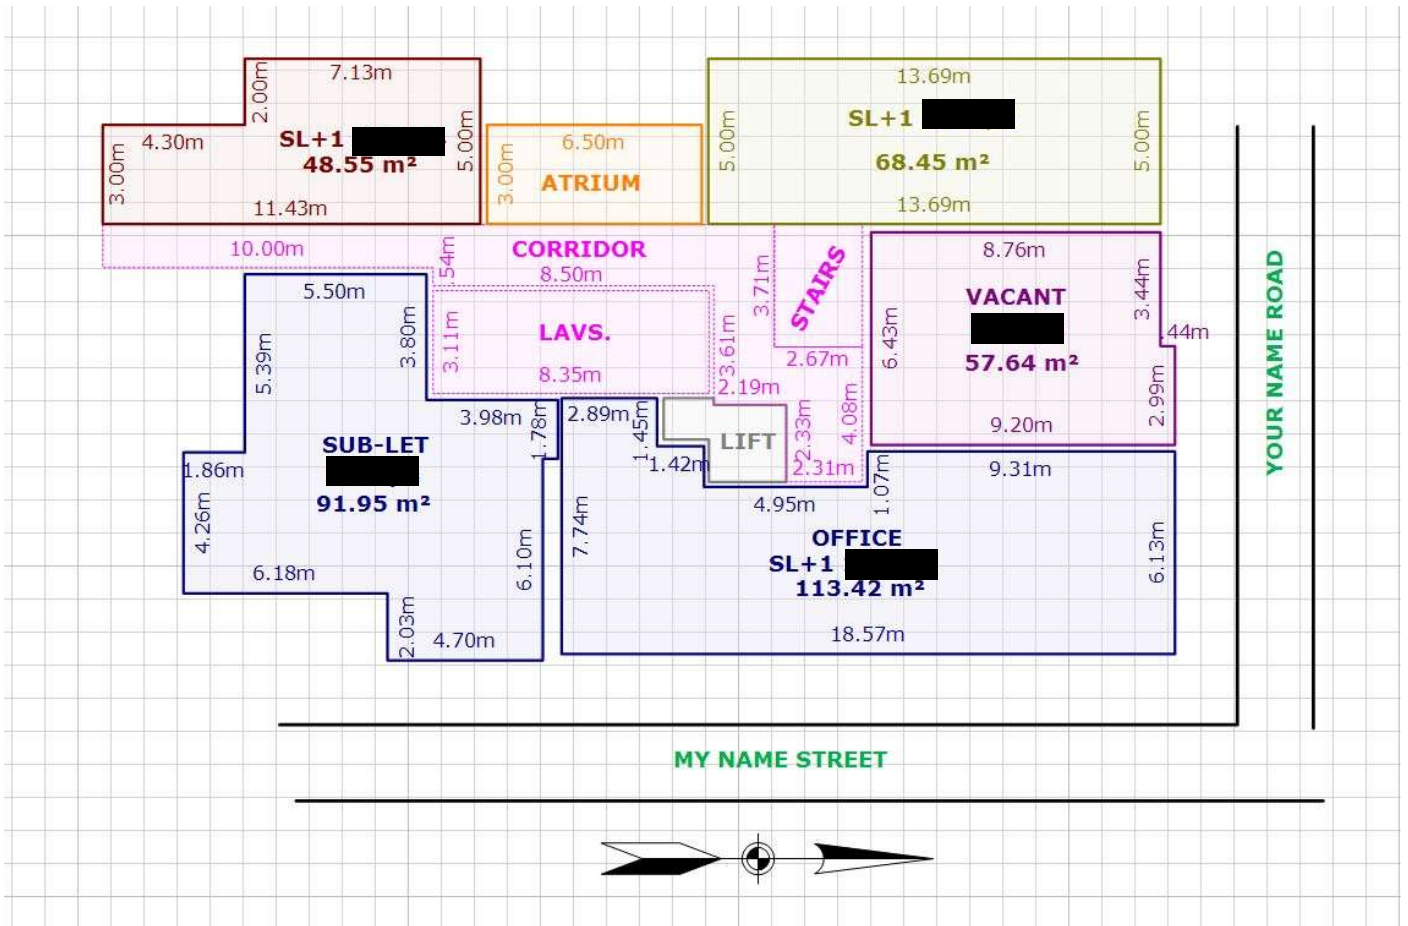 7.13m
2.00m
4.30m
SL+1
48.55 m²
5.00m
3.00m
11.43m
6.50m
3.00m
ATRIUM
13.69m
SL+1
5.00m
68.45 m²
5.00m
13.69m
10.00m
.54m
CORRIDOR
8.50m
3.71m
STAIRS
2.67m
LAVS.
3.11m
8.35m
3.61m
2.19m
8.76m
3.44m
VACANT
.44m
6.43m
57.64 m²
2.99m
9.20m
5.50m
3.80m
5.39m
3.98m
1.78m
SUB-LET
1.86m
91.95 m²
4.26m
6.18m
6.10m
2.03m
4.70m
2.89m
1.45m
1.42m
LIFT
2.33m
4.08m
2.31m
4.95m
1.07m
9.31m
7.74m
OFFICE
SL+1
113.42 m²
6.13m
18.57m
YOUR NAME ROAD
MY NAME STREET